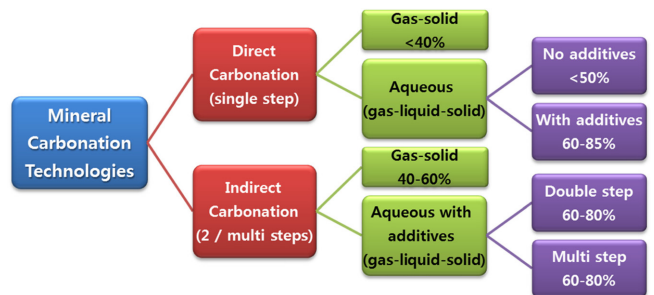 Mineral
Carbonation
Technologies
Direct
Carbonation
(single step)
Gas-solid
<40%
Aqueous
(gas-liquid-solid)
No additives
<50%
With additives
60-85%
Indirect
Carbonation
(2 / multi steps)
Gas-solid
40-60%
Aqueous with
additives
(gas-liquid-solid)
Double step
60-80%
Multi step
60-80%